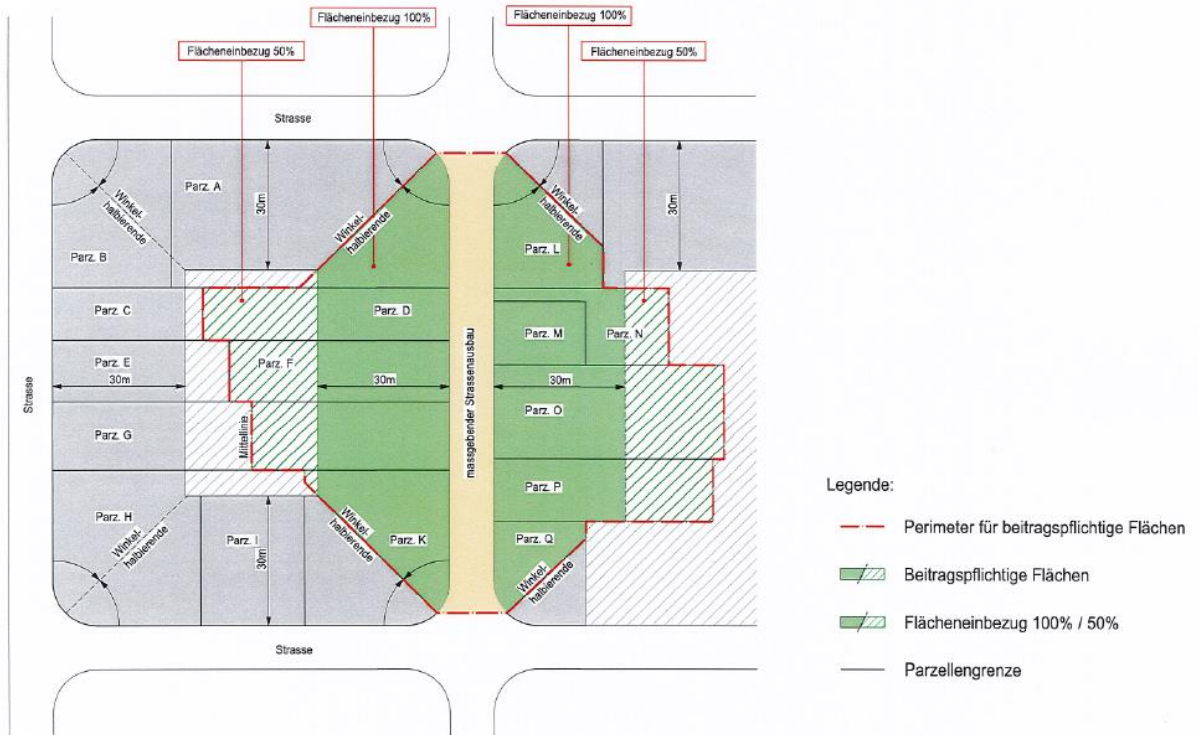 Flächeneinbezug 100%
Flächeneinbezug 100%
Flächeneinbezug 50%
Flächeneinbezug 50%
Strasse
Parz. A
30m
Winkel-
halbierende
Winkel-
halbierende
Winkel-
halbierende
30m
Parz. B
Parz. L
Parz. C
Parz. D
Parz. M
Parz. N
Parz. E
30m
Parz. F
30m
30m
Strasse
massgebender Strassenausbau
Parz. G
Mittellinie
Parz. O
Parz. P
Parz. H
Winkel-
halbierende
Parz. I
30m
Winkel-
halbierende
Parz. K
Parz. Q
Winkel-
halbierende
Strasse
Legende:
Perimeter für beitragspflichtige Flächen
Beitragspflichtige Flächen
Flächeneinbezug 100% / 50%
Parzellengrenze